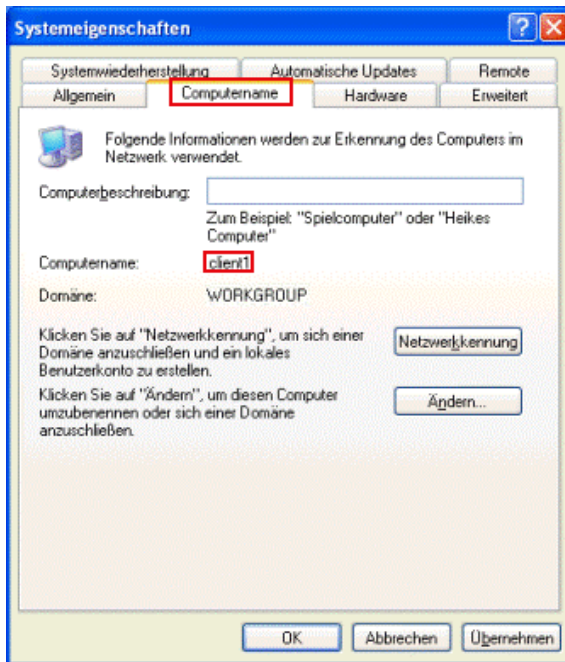 Systemeigenschaften
Systemwiederherstellung Automatische Updates Remote
Allgemein Computername Hardware Erweitert
Folgende Informationen werden zur Erkennung des Computers im
Netzwerk verwendet.
Computerbeschreibung:
Zum Beispiel: "Spielcomputer" oder "Heikes
Computer"
Computername: client1
Domäne: WORKGROUP
Klicken Sie auf "Netzwerkkennung", um sich einer
Domäne anzuschließen und ein lokales
Benutzerkonto zu erstellen.
Netzwerkkennung
Klicken Sie auf "Ändern", um diesen Computer
umzubenennen oder sich einer Domäne
anzuschließen.
Ändern...
OK Abbrechen Übernehmen